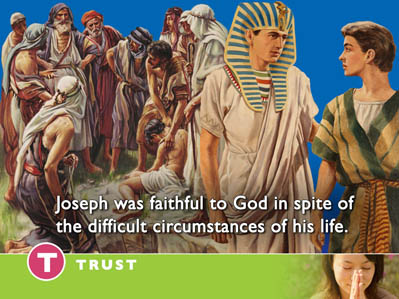 Joseph was faithful to God in spite of
the difficult circumstances of his life.
T TRUST